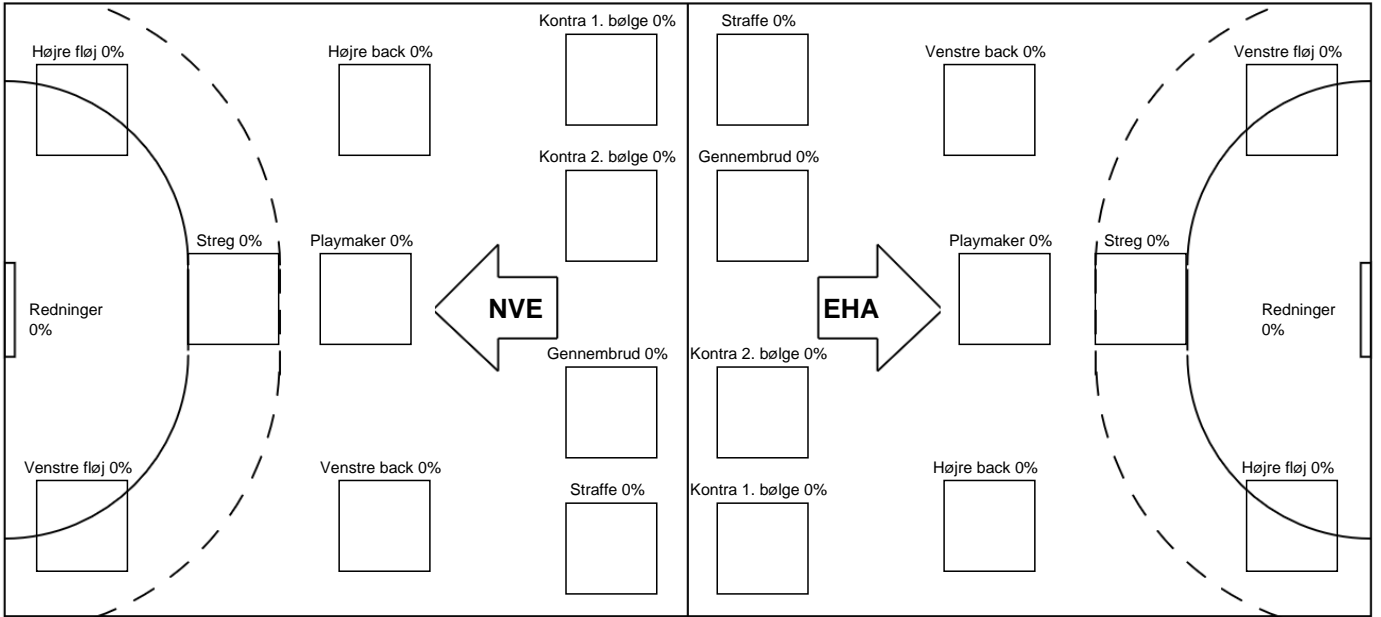 Kontra 1. bølge 0%
Straffe 0%
Højre fløj 0%
Højre back 0%
Venstre back 0%
Venstre fløj 0%
Kontra 2. bølge 0%
Gennembrud 0%
Streg 0%
Playmaker 0%
Playmaker 0%
Streg 0%
Redninger
0%
NVE
EHA
Redninger
0%
Gennembrud 0%
Kontra 2. bølge 0%
Venstre fløj 0%
Venstre back 0%
Straffe 0%
Kontra 1. bølge 0%
Højre back 0%
Højre fløj 0%